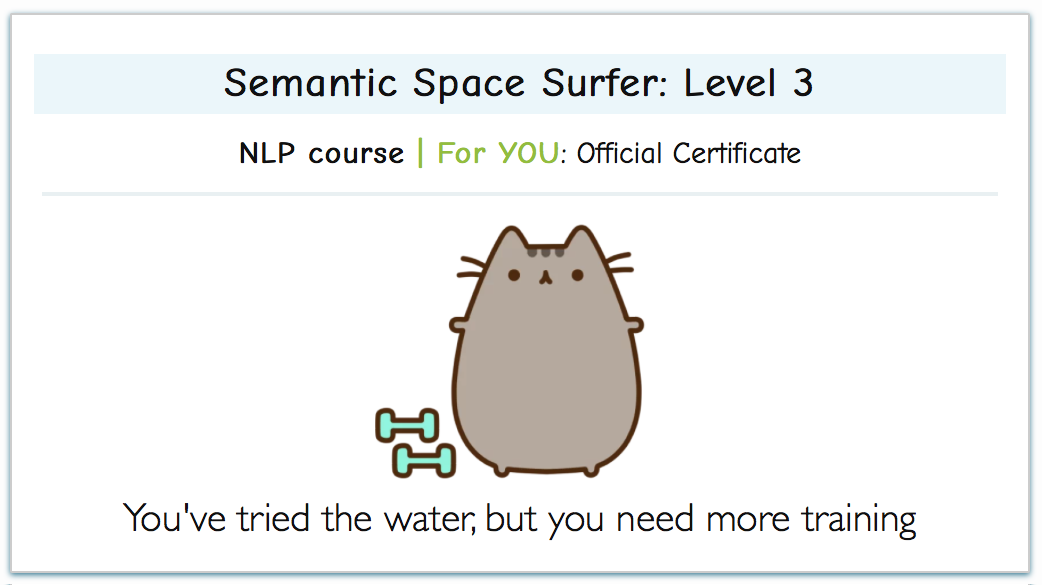 Semantic Space Surfer: Level 3
NLP course | For YOU: Official Certificate
You've tried the water, but you need more training